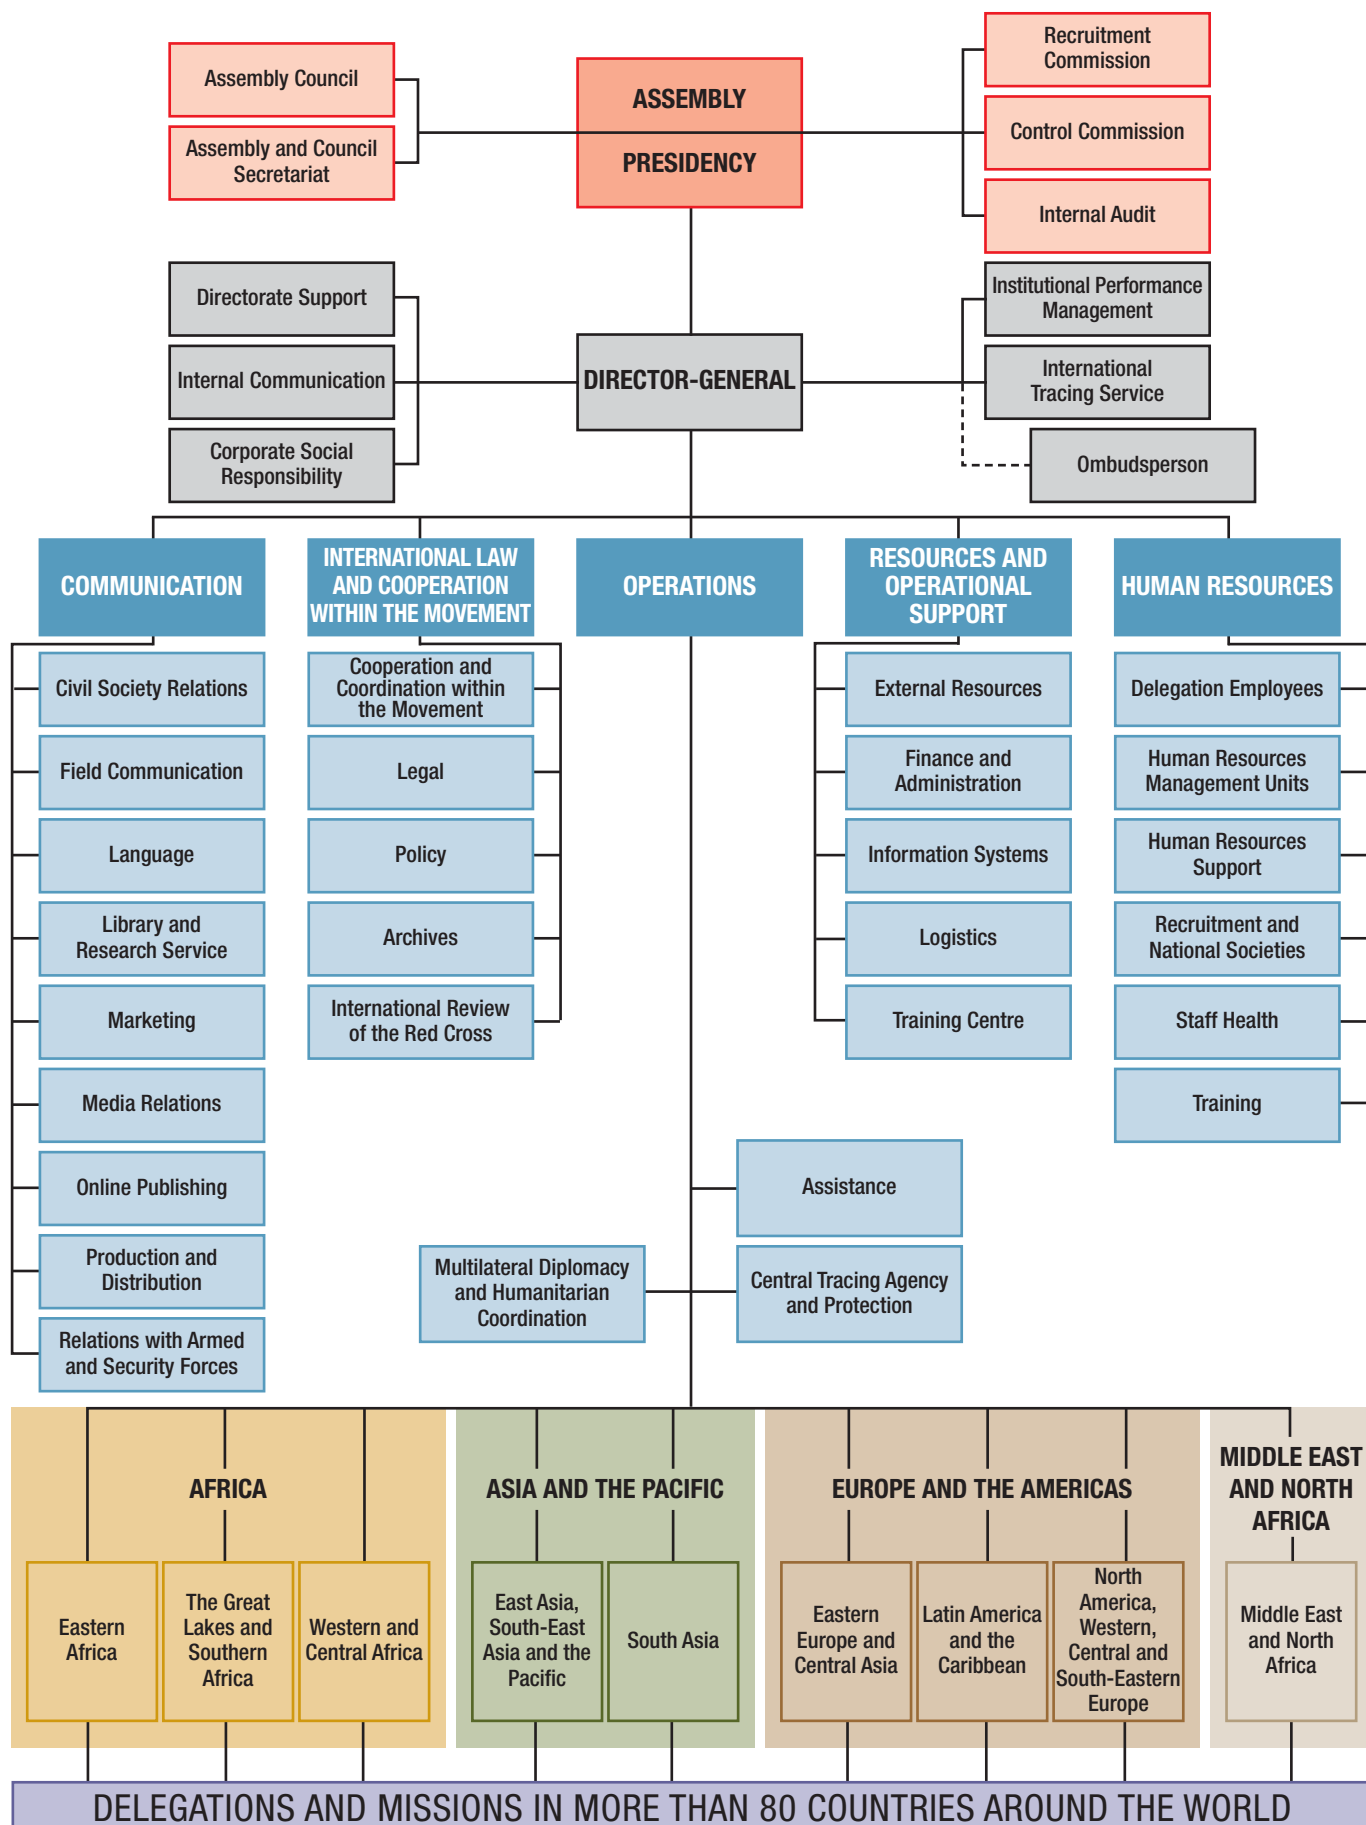 Assembly Council
Assembly and Council
Secretariat
ASSEMBLY
PRESIDENCY
Recruitment
Commission
Control Commission
Internal Audit
Directorate Support
Internal Communication
Corporate Social
Responsibility
DIRECTOR-GENERAL
Institutional Performance
Management
International
Tracing Service
Ombudsperson
COMMUNICATION
INTERNATIONAL LAW
AND COOPERATION
WITHIN THE MOVEMENT
OPERATIONS
RESOURCES AND
OPERATIONAL
SUPPORT
HUMAN RESOURCES
Civil Society Relations
Field Communication
Language
Library and
Research Service
Marketing
Media Relations
Online Publishing
Production and
Distribution
Relations with Armed
and Security Forces
Cooperation and
Coordination within
the Movement
Legal
Policy
Archives
International Review
of the Red Cross
External Resources
Finance and
Administration
Information Systems
Logistics
Training Centre
Delegation Employees
Human Resources
Management Units
Human Resources
Support
Recruitment and
National Societies
Staff Health
Training
Assistance
Multilateral Diplomacy
and Humanitarian
Coordination
Central Tracing Agency
and Protection
AFRICA
ASIA AND THE PACIFIC
EUROPE AND THE AMERICAS
MIDDLE EAST
AND NORTH
AFRICA
Eastern
Africa
The Great
Lakes and
Southern
Africa
Western and
Central Africa
East Asia,
South-East
Asia and the
Pacific
South Asia
Eastern
Europe and
Central Asia
Latin America
and the
Caribbean
North
America,
Western,
Central and
South-Eastern
Europe
Middle East
and North
Africa
DELEGATIONS AND MISSIONS IN MORE THAN 80 COUNTRIES AROUND THE WORLD